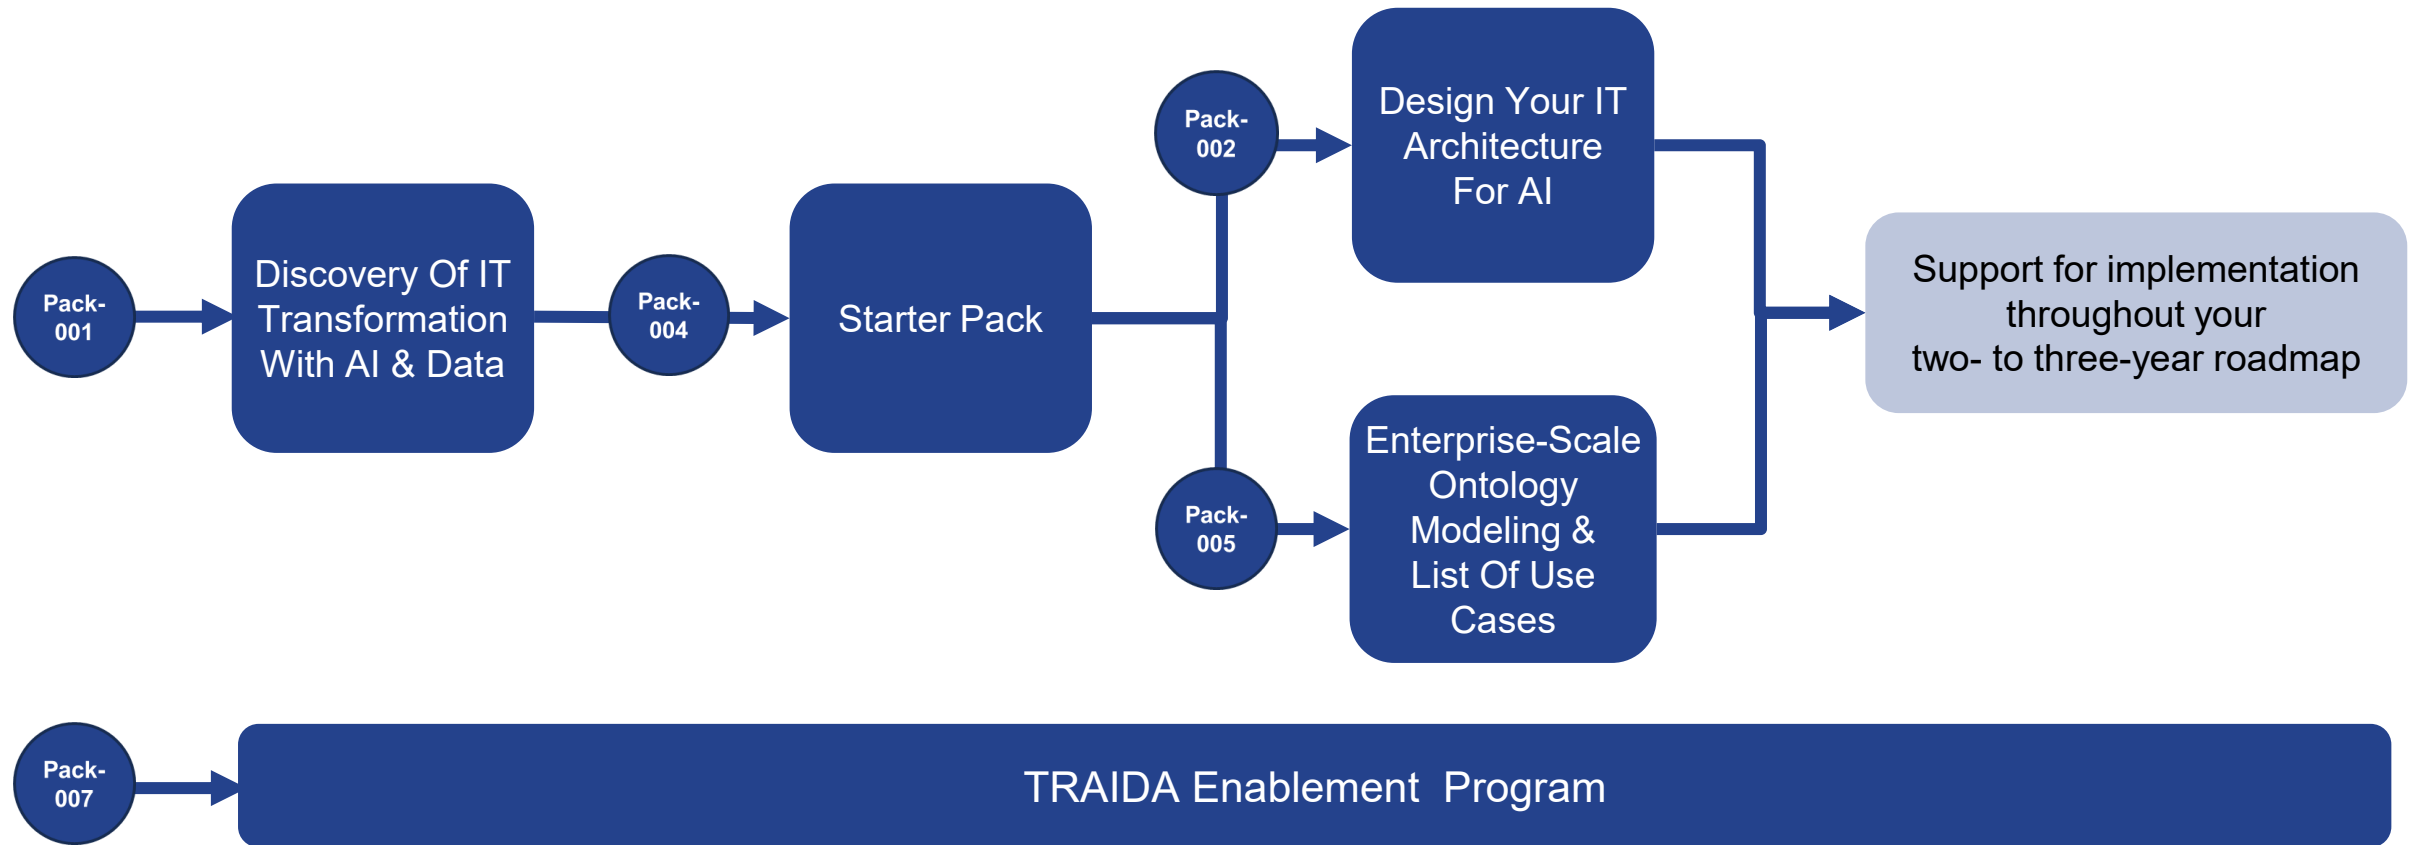 Pack-
001
Discovery Of IT
Transformation
With AI & Data
Pack-
004
Starter Pack
Pack-
002
Design Your IT
Architecture
For AI
Pack-
005
Enterprise-Scale
Ontology
Modeling &
List Of Use
Cases
Support for implementation
throughout your
two- to three-year roadmap
Pack-
007
TRAIDA Enablement  Program